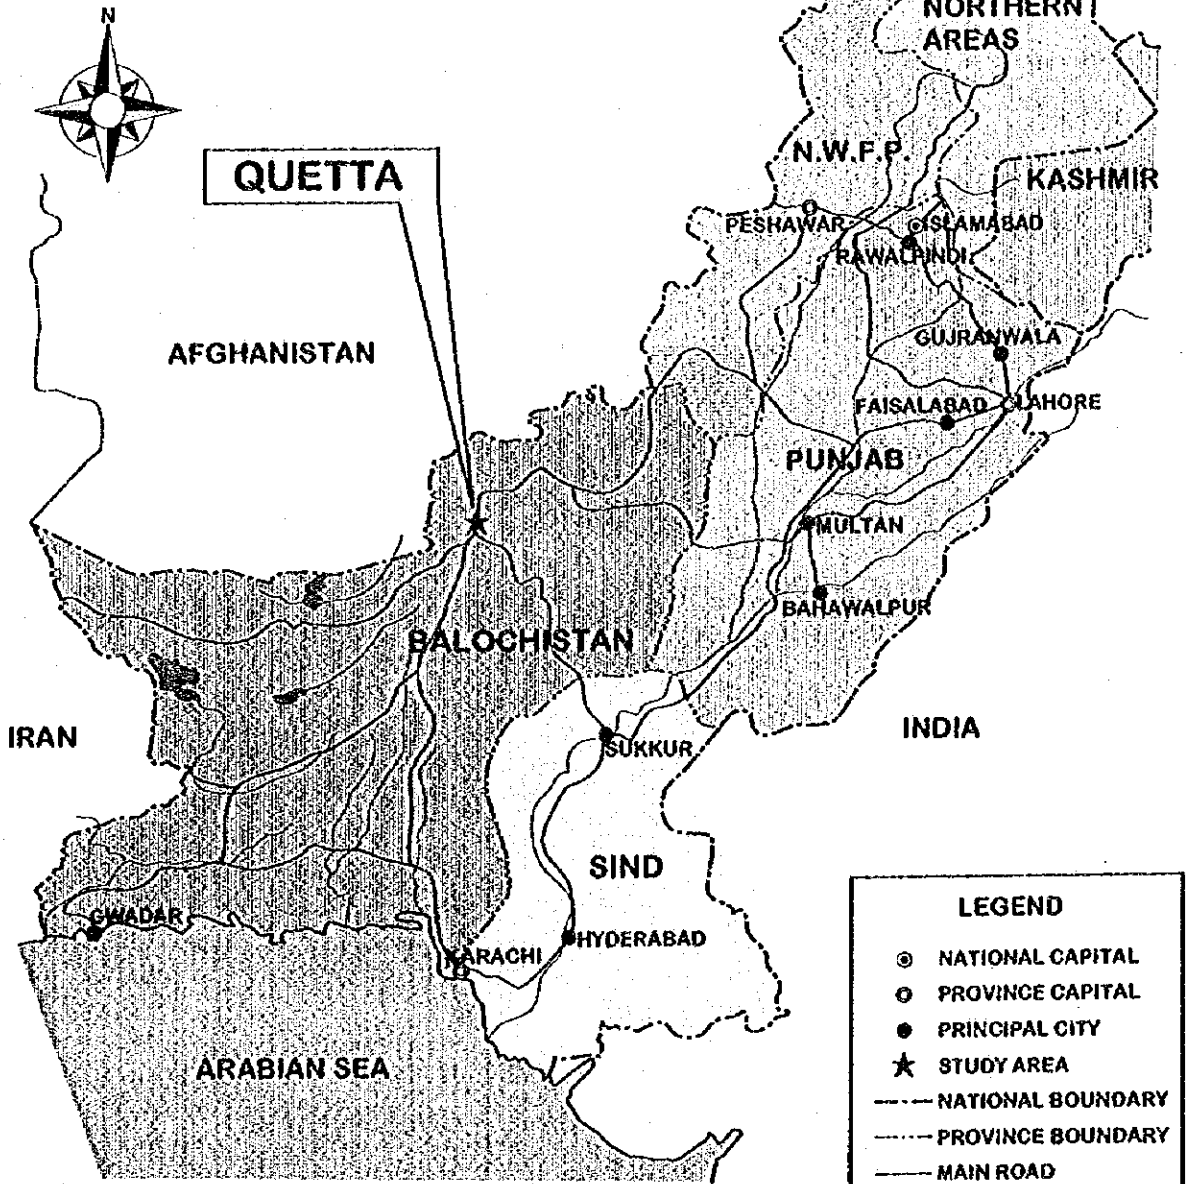 N
NORTHERN
AREAS
N.W.F.P.
QUETTA
KASHMIR
PESHAWAR
ISLAMABAD
RAWALPINDI
AFGHANISTAN
GUJRANWALA
FAISALABAD
LAHORE
PUNJAB
MULTAN
BAHAWALPUR
BALOCHISTAN
IRAN
INDIA
SUKKUR
SIND
GWADAR
HYDERABAD
KARACHI
ARABIAN SEA
LEGEND
NATIONAL CAPITAL
PROVINCE CAPITAL
PRINCIPAL CITY
STUDY AREA
NATIONAL BOUNDARY
PROVINCE BOUNDARY
MAIN ROAD